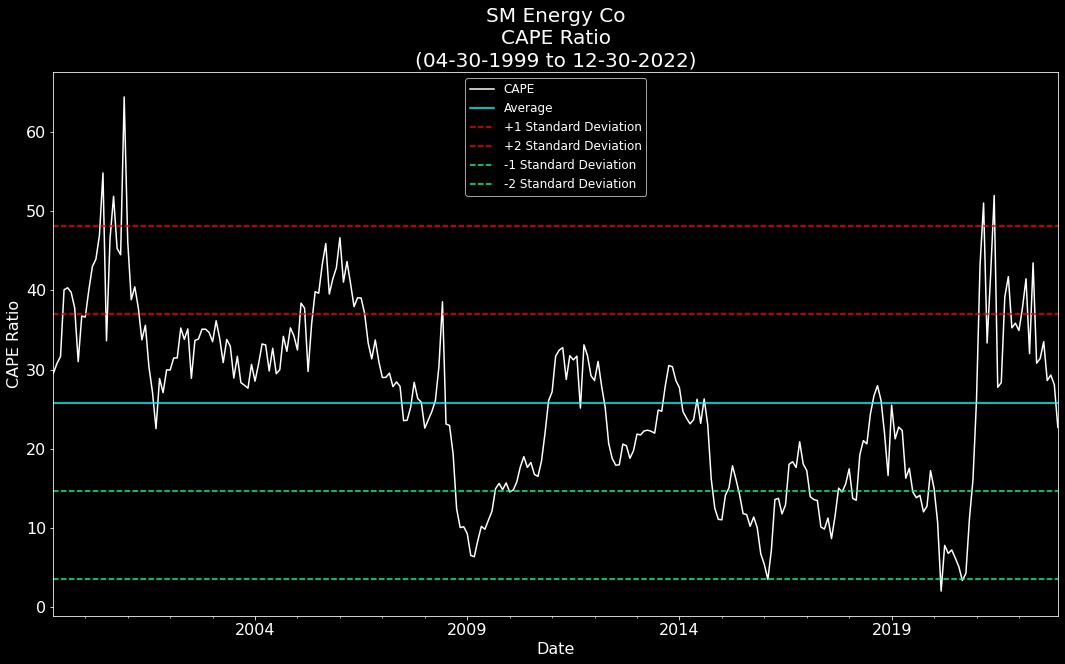 SM Energy Co
CAPE Ratio
(04-30-1999 to 12-30-2022)
CAPE
Average
+1 Standard Deviation
+2 Standard Deviation
-1 Standard Deviation
-2 Standard Deviation
CAPE Ratio
60
50
40
30
20
10
0
2004
2009
2014
2019
Date